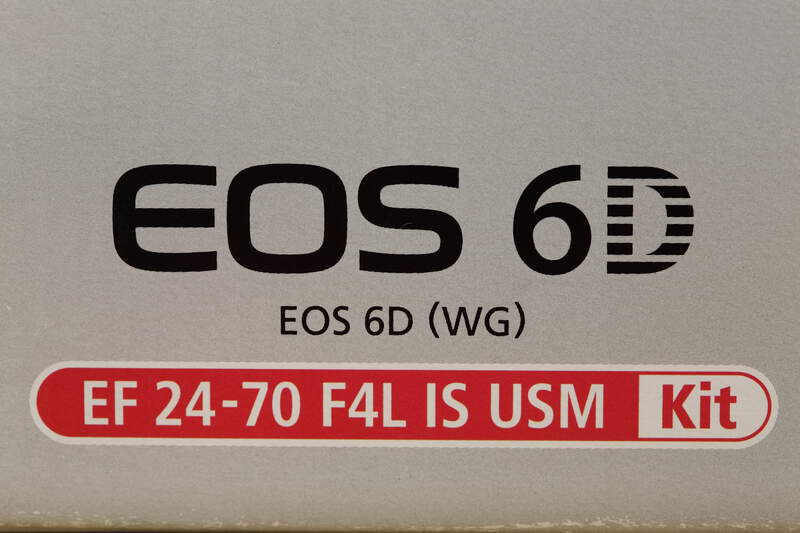 EOS 6D
EOS 6D (WG)
EF 24-70 F4L IS USM Kit